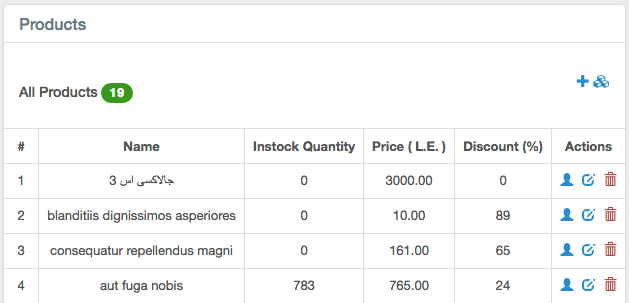 Products
All Products 19
# Name Instock Quantity Price ( L.E. ) Discount (%) Actions
1 جالاكسى اس 3 0 3000.00 0
2 blanditiis dignissimos asperiores 0 10.00 89
3 consequatur repellendus magni 0 161.00 65
4 aut fuga nobis 783 765.00 24